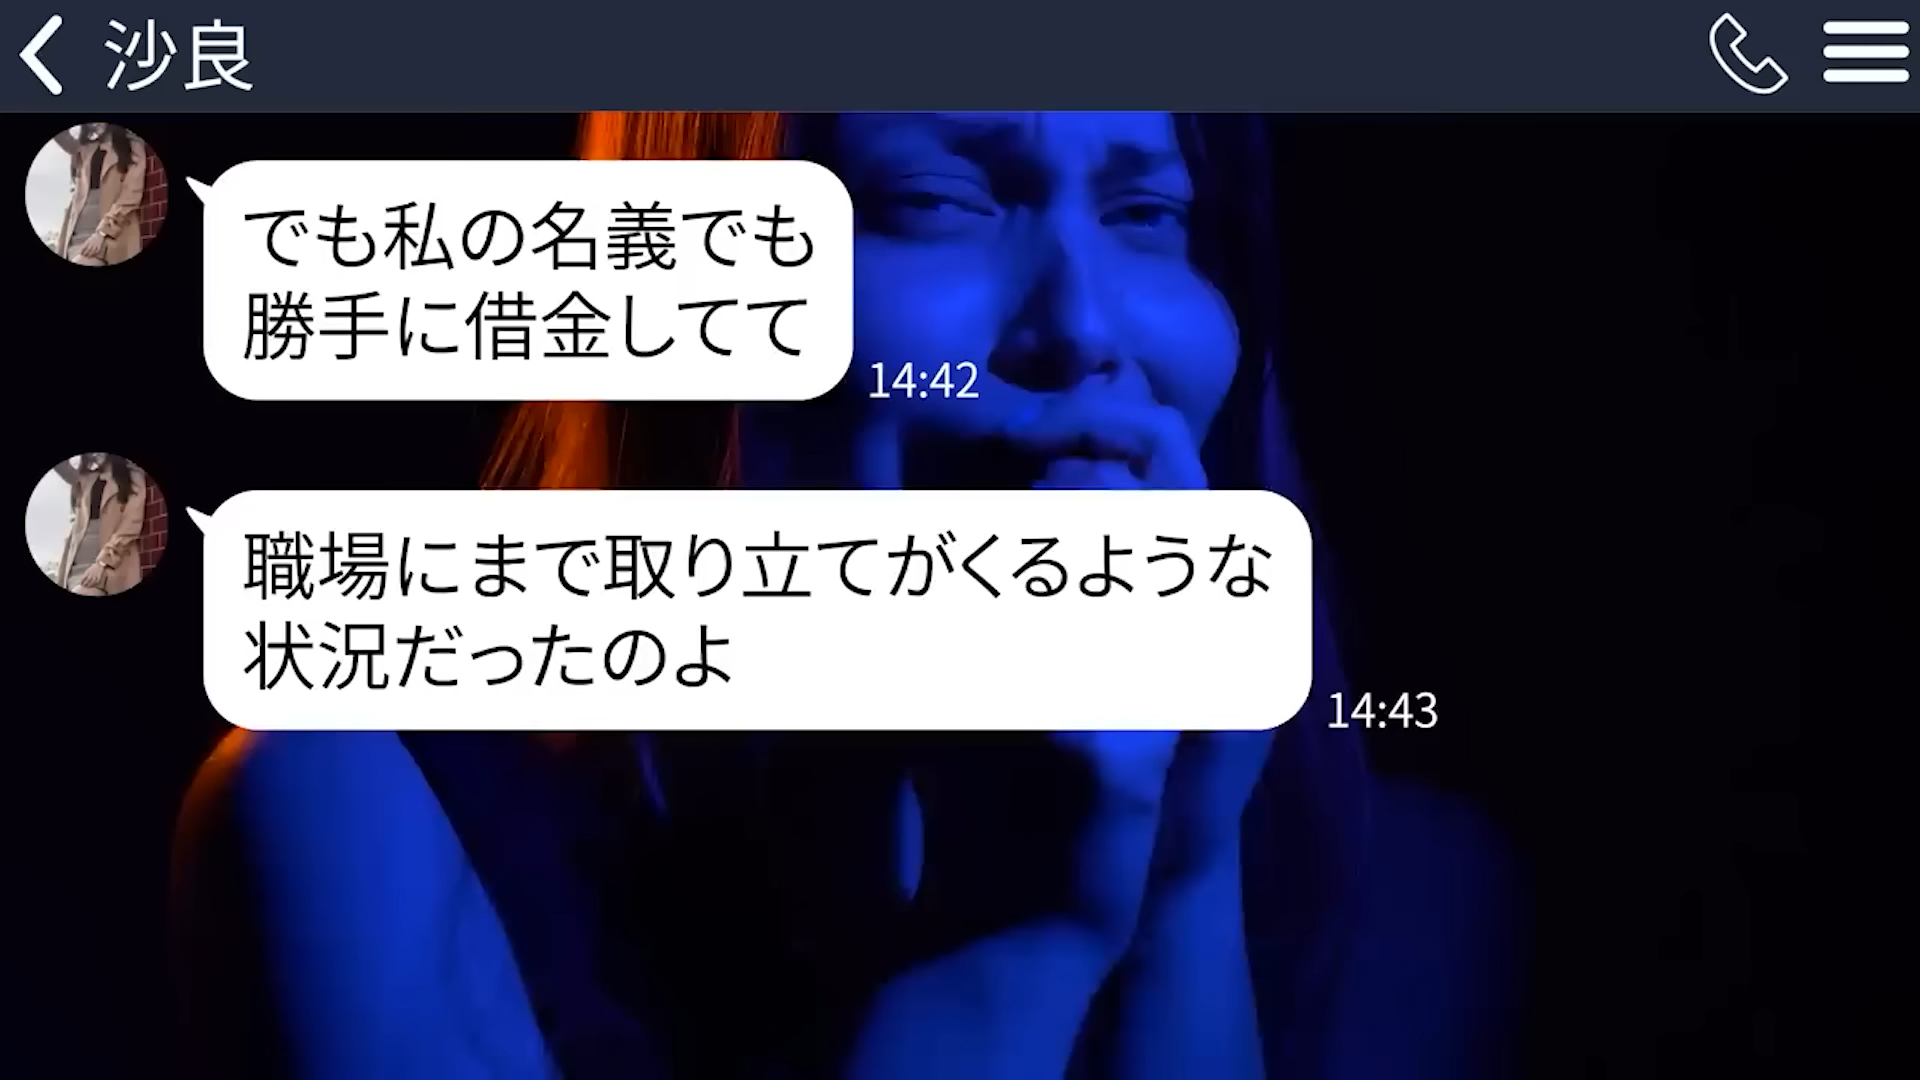 沙良
でも私の名義でも
勝手に借金してて
14:42
職場にまで取り立てがくるような
状況だったのよ
14:43